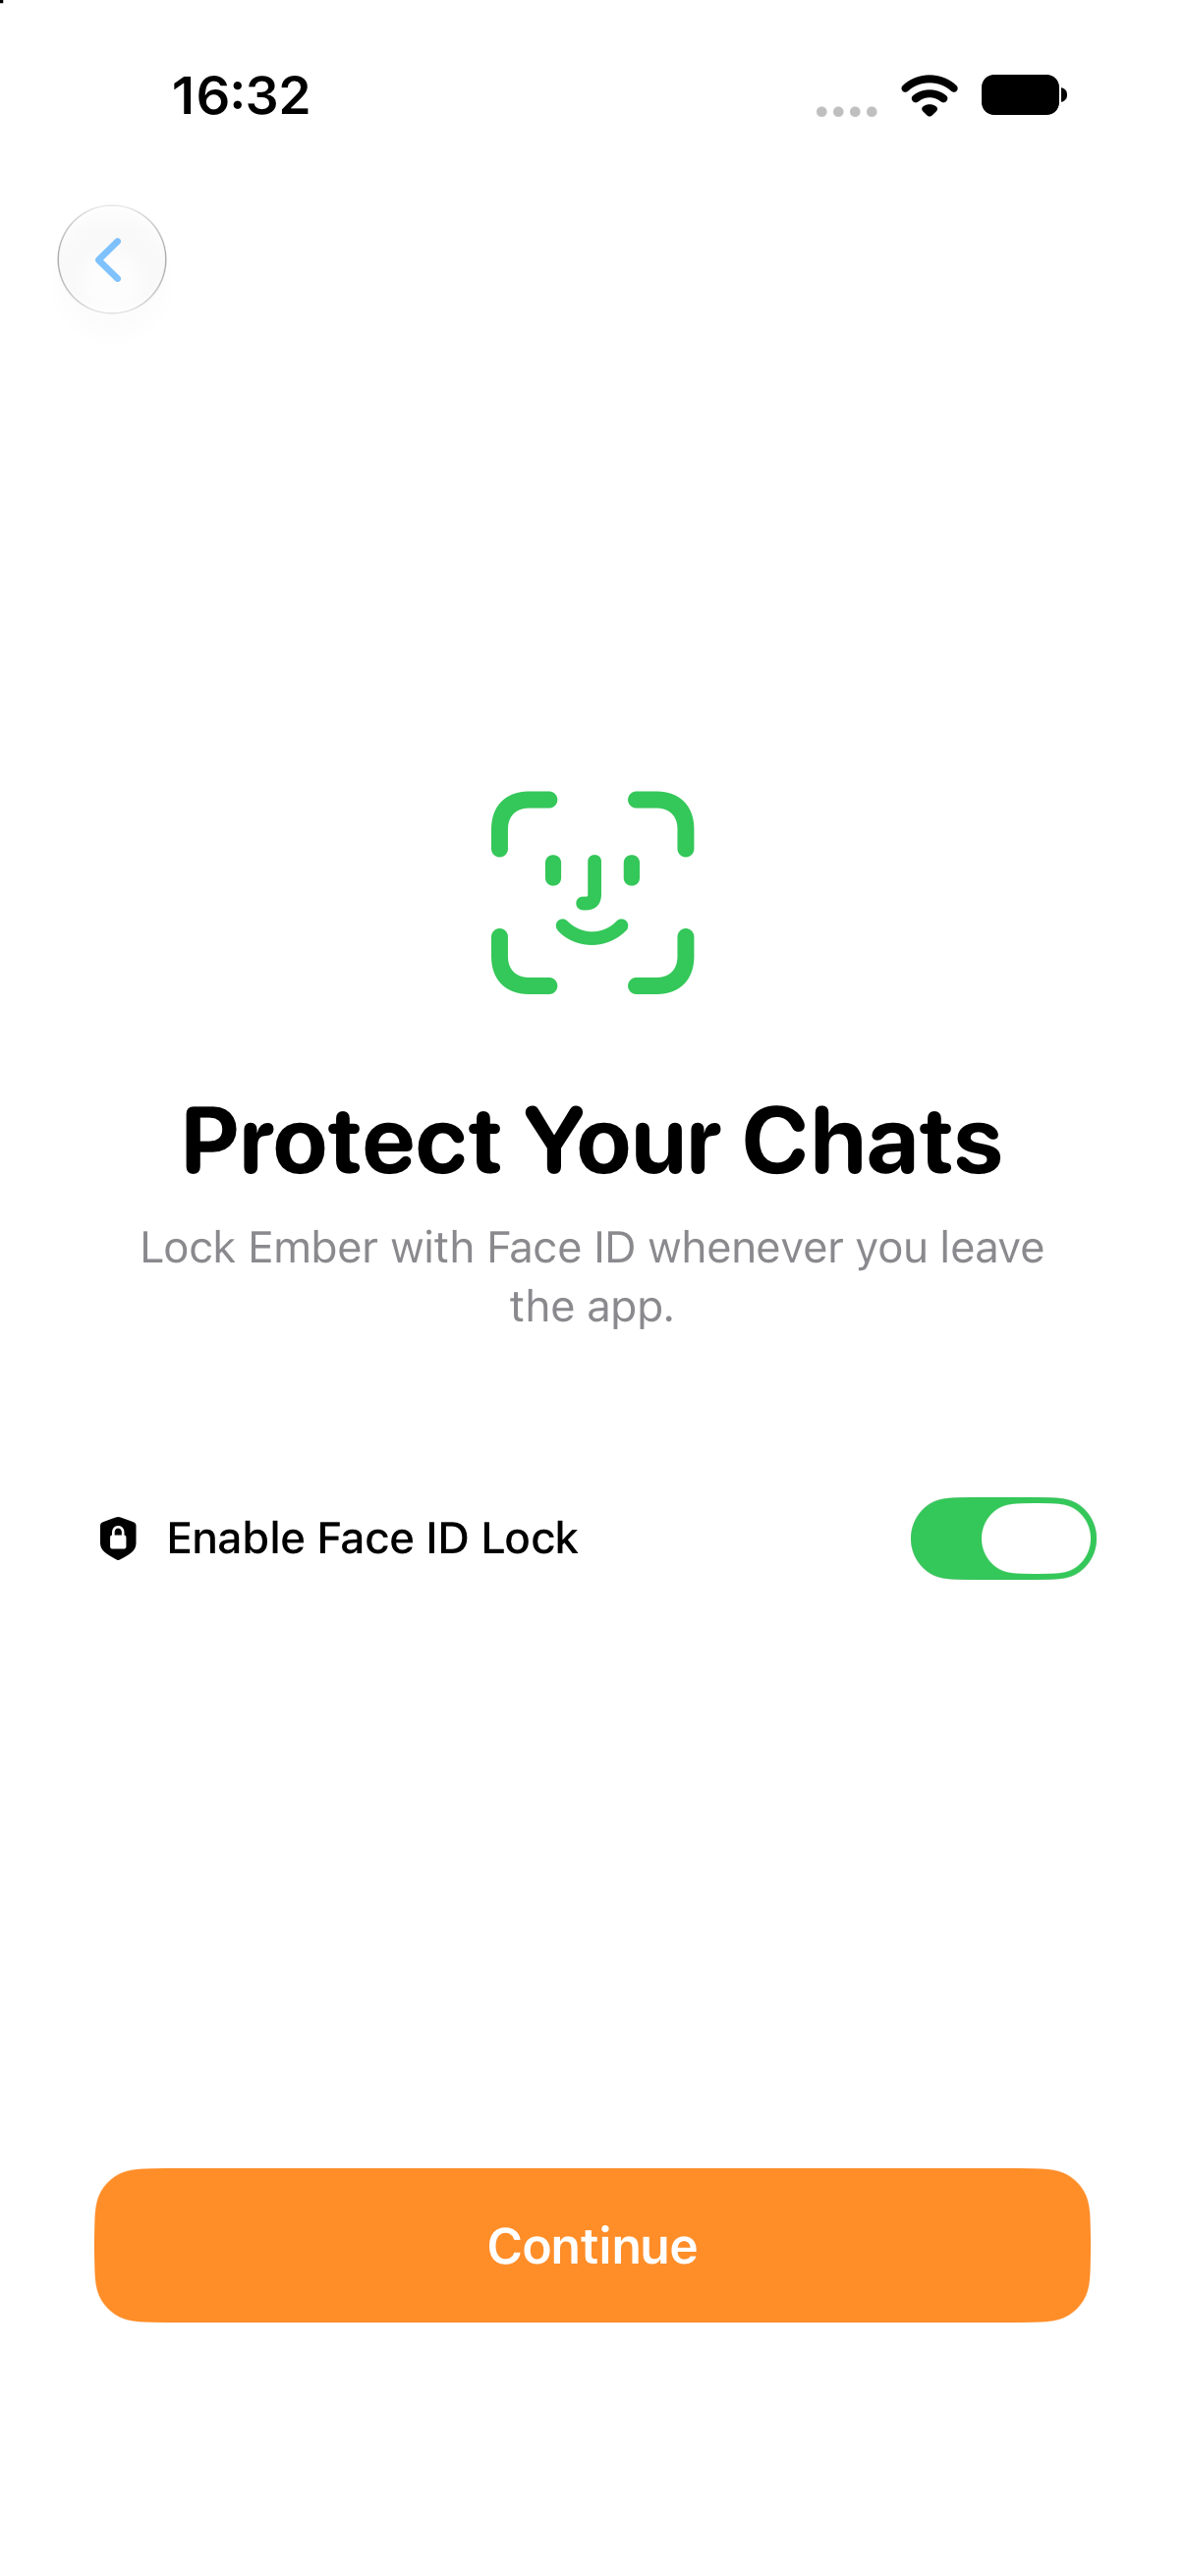 16:32
Protect Your Chats
Lock Ember with Face ID whenever you leave
the app.
Enable Face ID Lock
Continue